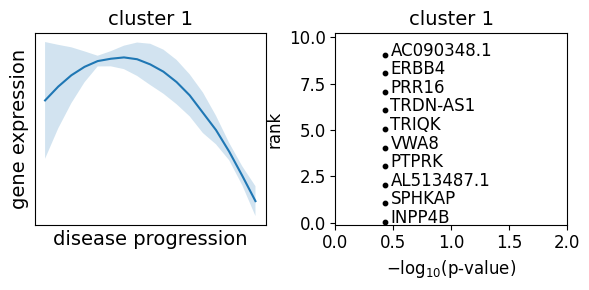 cluster 1
gene expression
disease progression
cluster 1
rank
10.0
7.5
5.0
2.5
0.0
AC090348.1
ERBB4
PRR16
TRDN-AS1
TRIQK
VWA8
PTPRK
AL513487.1
SPHKAP
INPP4B
0.0 0.5 1.0 1.5 2.0
−log₁₀(p-value)